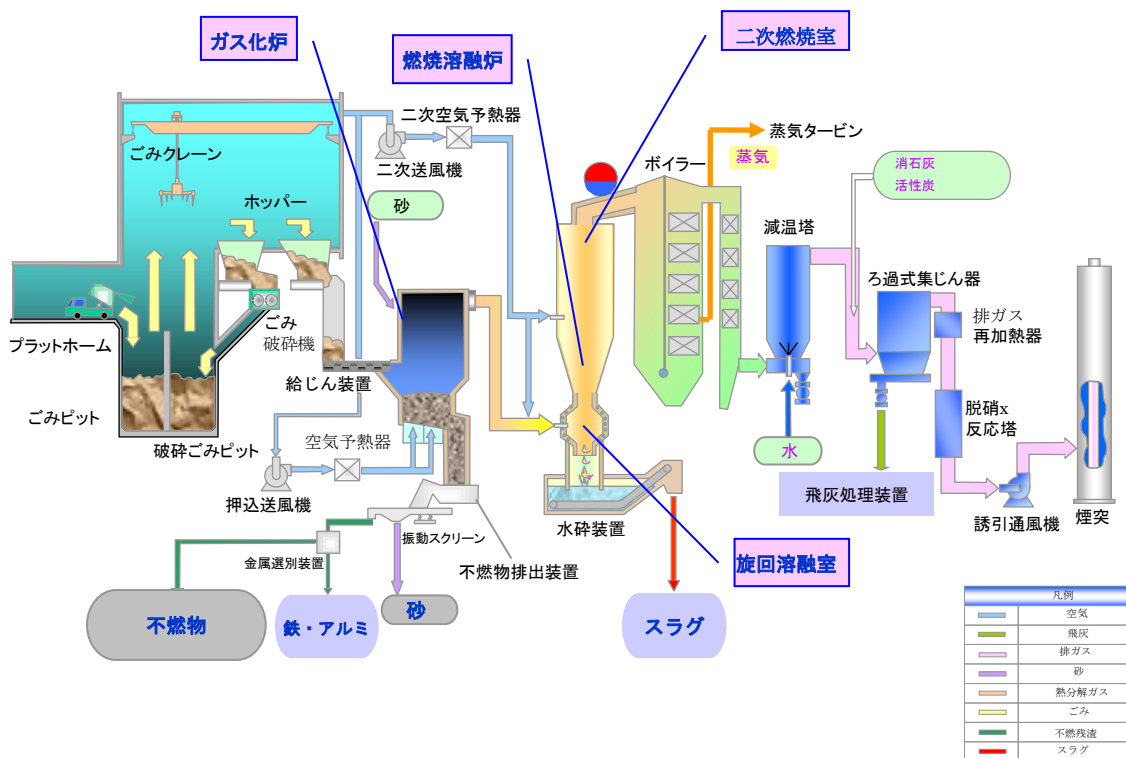 ガス化炉
燃焼溶融炉
二次燃焼室
二次空気予熱器
蒸気タービン
ごみクレーン
二次送風機
ボイラー
蒸気
消石灰
活性炭
ホッパー
砂
減温塔
ろ過式集じん器
排ガス
再加熱器
ごみ
破砕機
プラットホーム
給じん装置
脱硝x
反応塔
ごみピット
破砕ごみピット
空気予熱器
水
押込送風機
飛灰処理装置
誘引通風機
煙突
水砕装置
振動スクリーン
金属選別装置
不燃物排出装置
旋回溶融室
不燃物
鉄・アルミ
砂
スラグ
凡例
空気
飛灰
排ガス
砂
熱分解ガス
ごみ
不燃残渣
スラグ